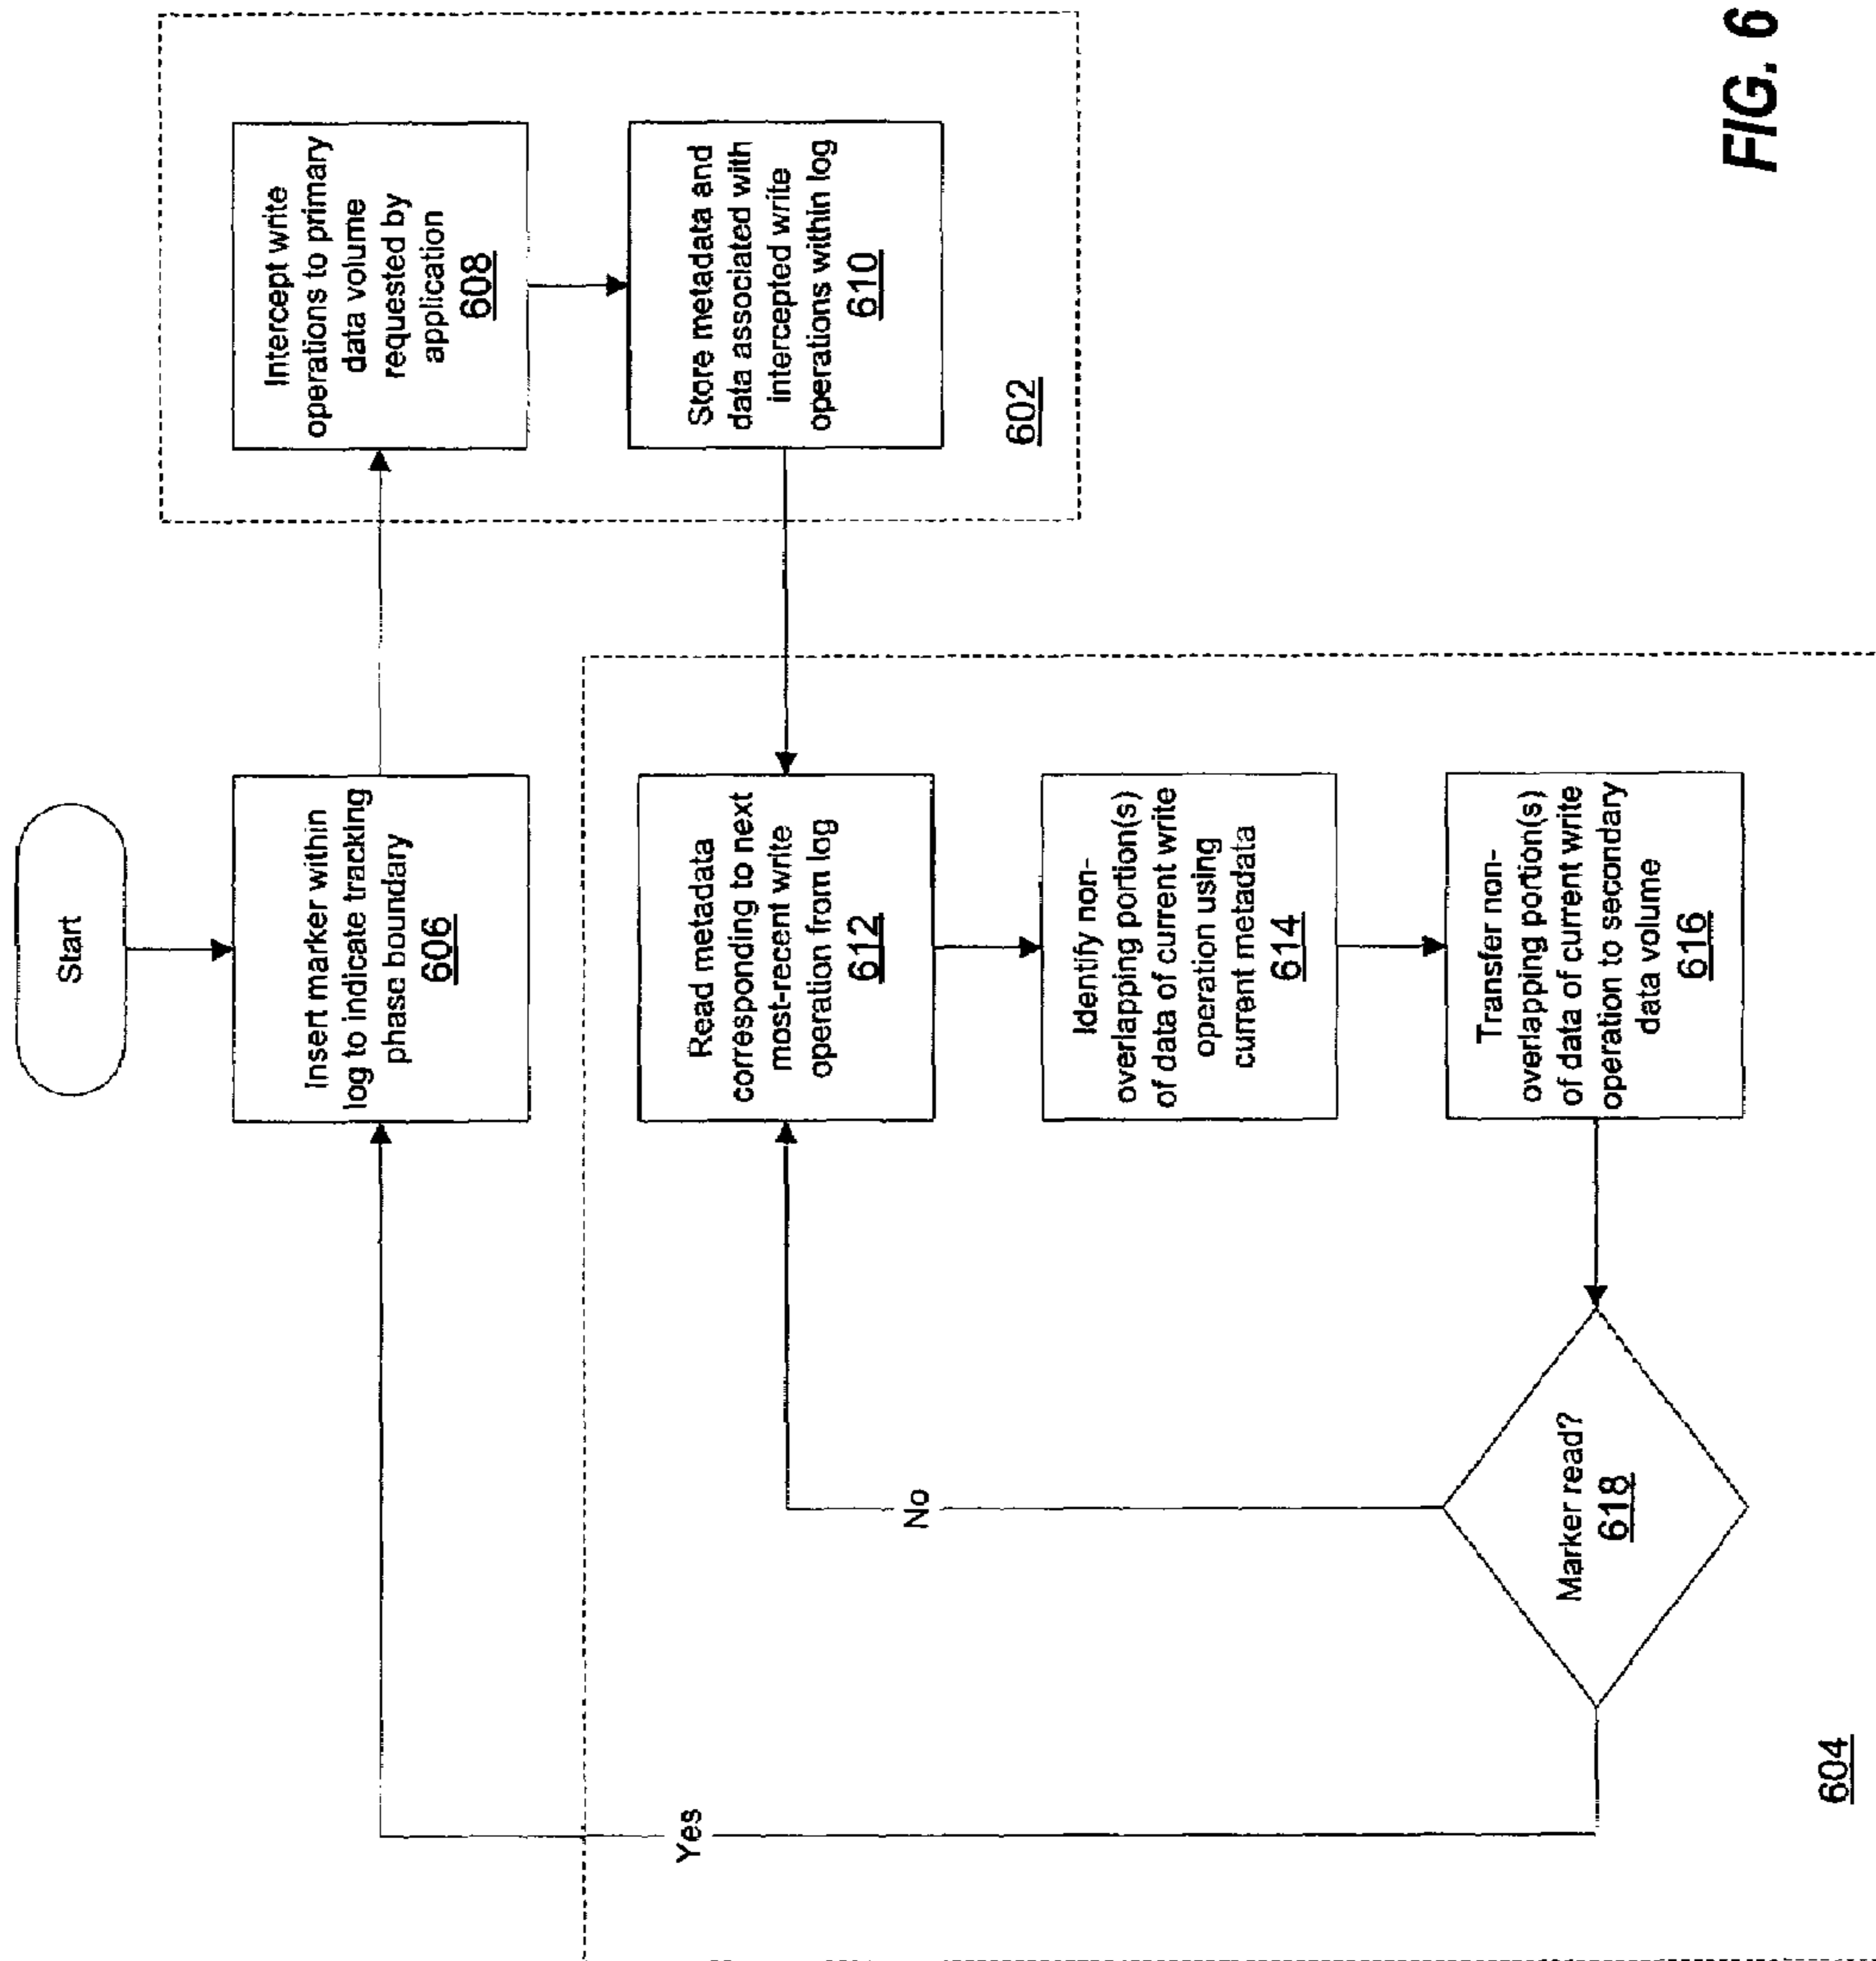 Start
Insert marker within
log to indicate tracking
phase boundary
606
Intercept write
operations to primary
data volume
requested by
application
608
Store metadata and
data associated with
intercepted write
operations within log
610
602
Read metadata
corresponding to next
most-recent write
operation from log
612
Identify non-
overlapping portion(s)
of data of current write
operation using
current metadata
614
Transfer non-
overlapping portion(s)
of data of current write
operation to secondary
data volume
616
Marker read?
618
No
Yes
604
FIG. 6